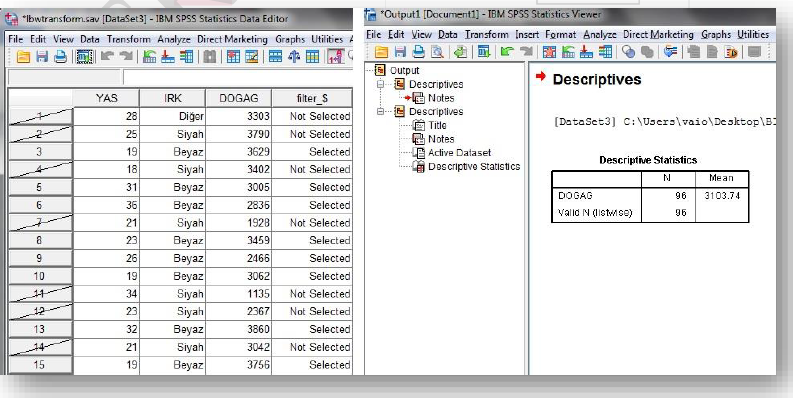 *lbwtransform.sav [DataSet3] - IBM SPSS Statistics Data Editor
File Edit View Data Transform Analyze Direct Marketing Graphs Utilities
YAS IRK DOGAG filter_$
1 28 Diğer 3303 Not Selected
2 25 Siyah 3790 Not Selected
3 19 Beyaz 3629 Selected
4 18 Siyah 3402 Not Selected
5 31 Beyaz 3005 Selected
6 36 Beyaz 2836 Selected
7 21 Siyah 1928 Not Selected
8 23 Beyaz 3459 Selected
9 26 Beyaz 2466 Selected
10 19 Beyaz 3062 Selected
11 34 Siyah 1135 Not Selected
12 23 Siyah 2367 Not Selected
13 32 Beyaz 3860 Selected
14 21 Siyah 3042 Not Selected
15 19 Beyaz 3756 Selected
*Output1 [Document1] - IBM SPSS Statistics Viewer
File Edit View Data Transform Insert Format Analyze Direct Marketing Graphs Utilities
Output
Descriptives
Notes
Descriptives
Title
Notes
Active Dataset
Descriptive Statistics
Descriptives
[DataSet3] C:\Users\vaio\Desktop\BI
Descriptive Statistics
N Mean
DOGAG 96 3103.74
Valid N (listwise) 96